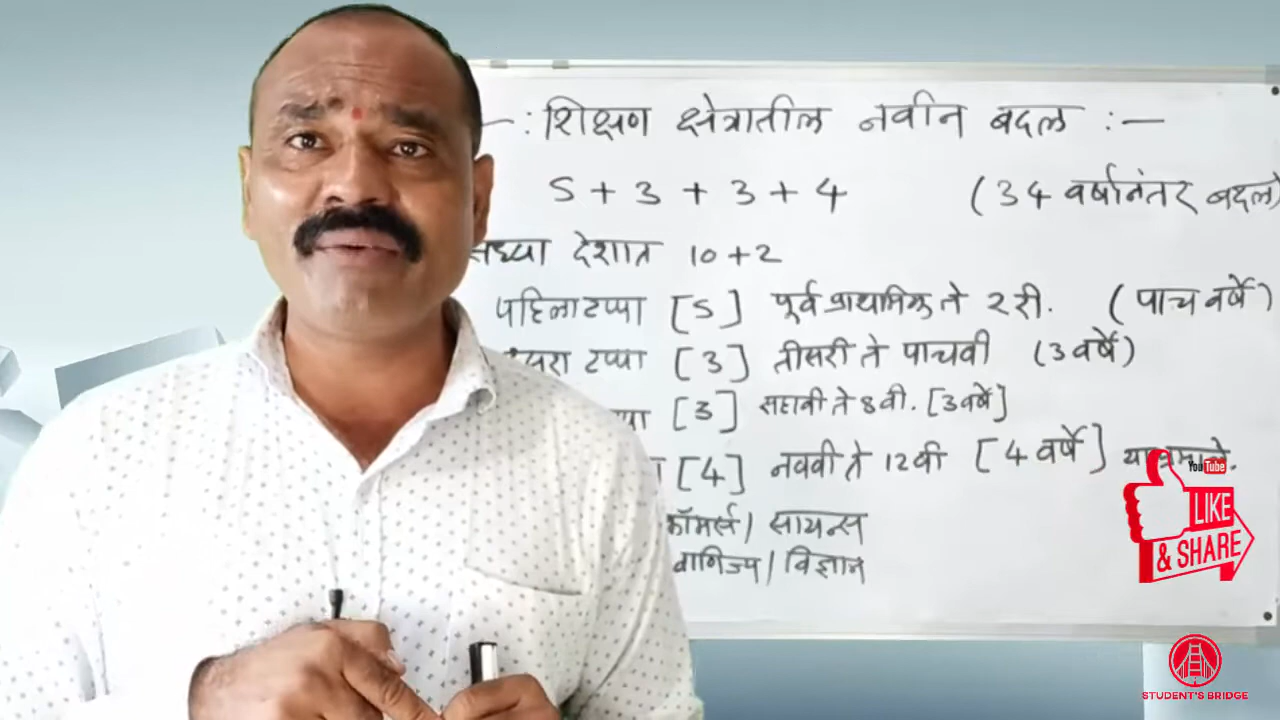 — : शिक्षण क्षेत्रातील नवीन बदल : —
5 + 3 + 3 + 4 (34 वर्षानंतर बदल)
सध्या देशात 10 + 2
पहिला टप्पा [5] पूर्व प्राथमिक ते 2री. (पाच वर्षे)
टप्पा [3] तीसरी ते पाचवी (3 वर्षे)
[3] सहावी ते 8वी. [3 वर्षे]
[4] नववी ते 12वी [4 वर्षे]
कॉमर्स / सायन्स
वाणिज्य / विज्ञान
YouTube
LIKE
& SHARE
STUDENT'S BRIDGE